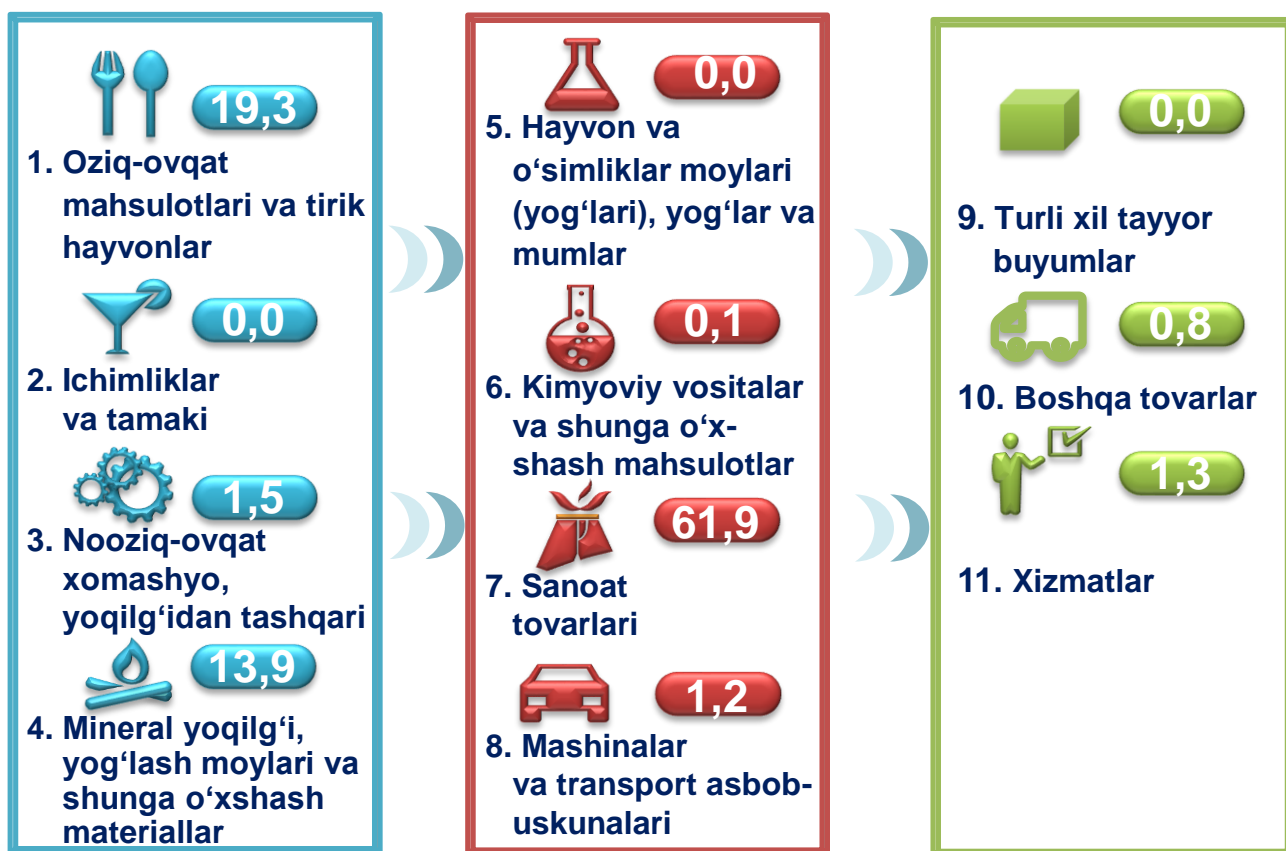 19,3
1. Oziq-ovqat
mahsulotlari va tirik
hayvonlar
0,0
2. Ichimliklar
va tamaki
1,5
3. Nooziq-ovqat
xomashyo,
yoqilg‘idan tashqari
13,9
4. Mineral yoqilg‘i,
yog‘lash moylari va
shunga o‘xshash
materiallar
0,0
5. Hayvon va
o‘simliklar moylari
(yog‘lari), yog‘lar va
mumlar
0,1
6. Kimyoviy vositalar
va shunga o‘x-
shash mahsulotlar
61,9
7. Sanoat
tovarlari
1,2
8. Mashinalar
va transport asbob-
uskunalari
0,0
9. Turli xil tayyor
buyumlar
0,8
10. Boshqa tovarlar
1,3
11. Xizmatlar